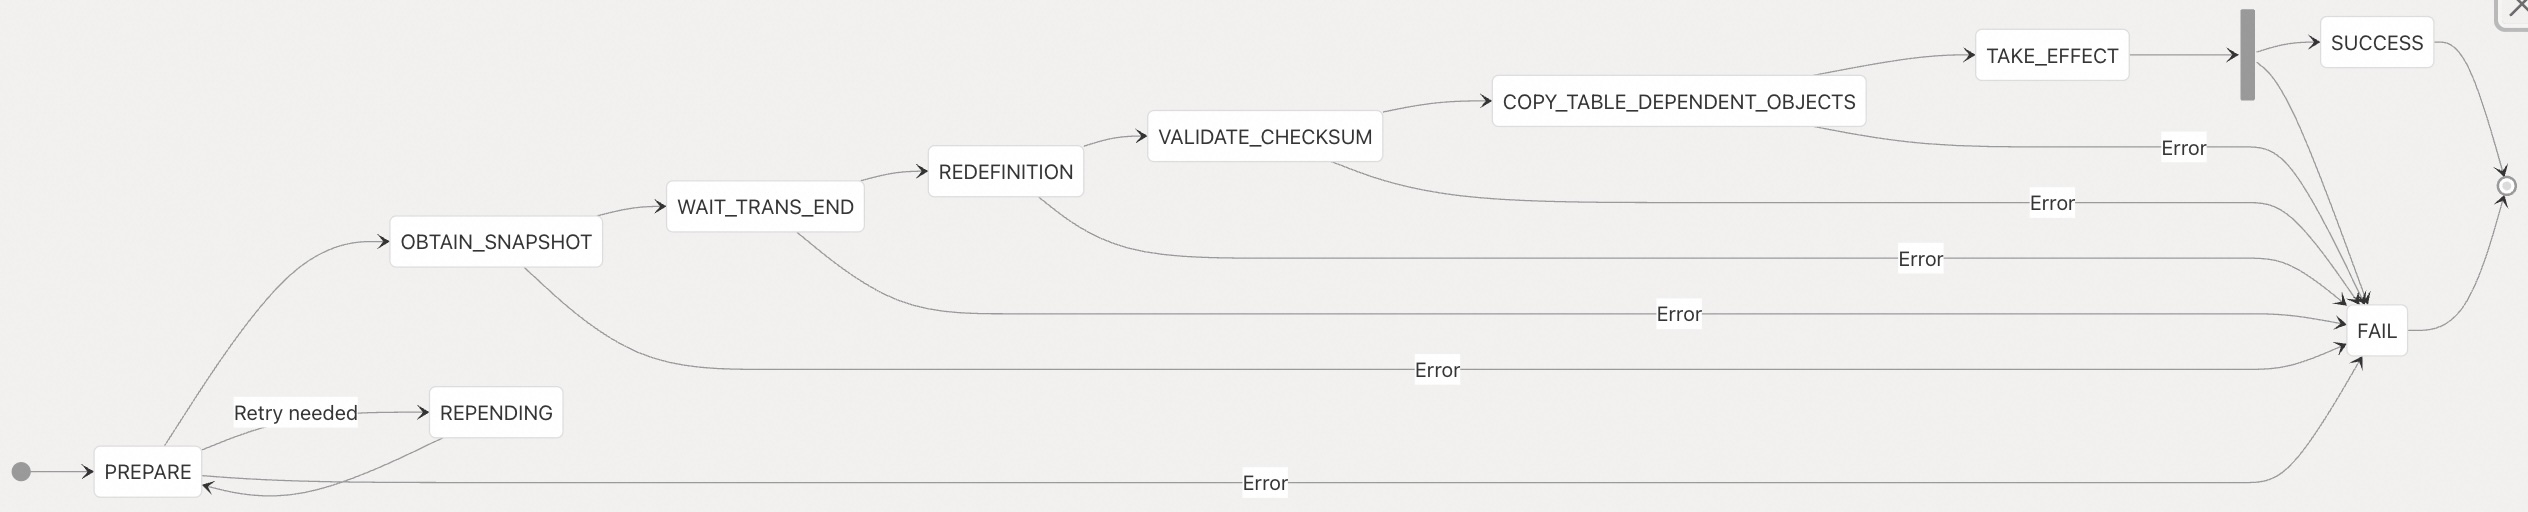 SUCCESS
TAKE_EFFECT
COPY_TABLE_DEPENDENT_OBJECTS
VALIDATE_CHECKSUM
Error
REDEFINITION
Error
WAIT_TRANS_END
OBTAIN_SNAPSHOT
Error
Error
FAIL
Error
Retry needed
REPENDING
PREPARE
Error